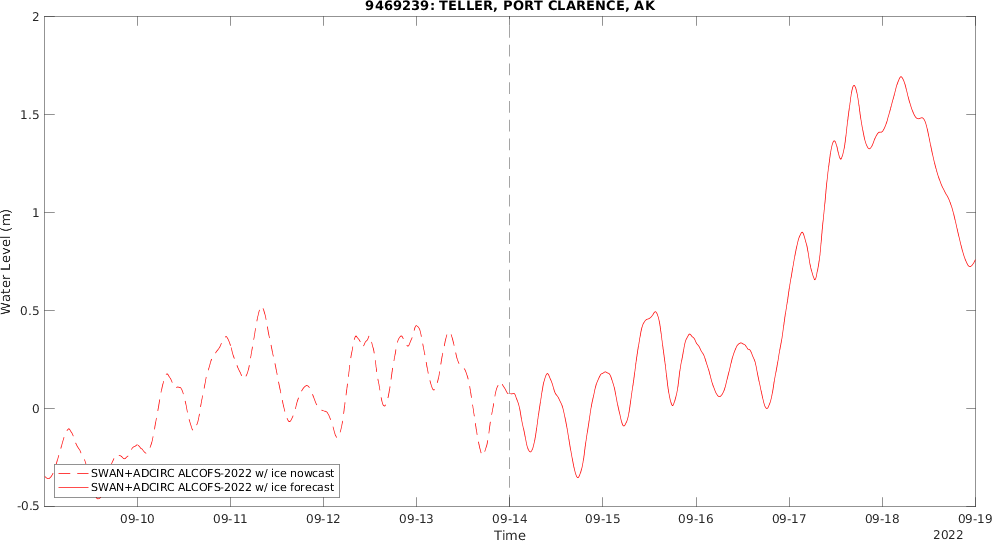 9469239: TELLER, PORT CLARENCE, AK
2
1.5
1
0.5
0
-0.5
Water Level (m)
SWAN+ADCIRC ALCOFS-2022 w/ ice nowcast
SWAN+ADCIRC ALCOFS-2022 w/ ice forecast
09-10 09-11 09-12 09-13 09-14 09-15 09-16 09-17 09-18 09-19
Time
2022